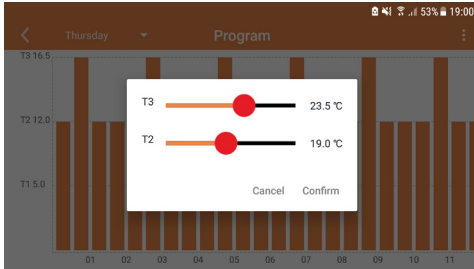 53% 19:00
Thursday Program
T3 16.5
T3 23.5 ℃
T2 12.0
T2 19.0 ℃
T1 5.0
Cancel Confirm
01 02 03 04 05 06 07 08 09 10 11